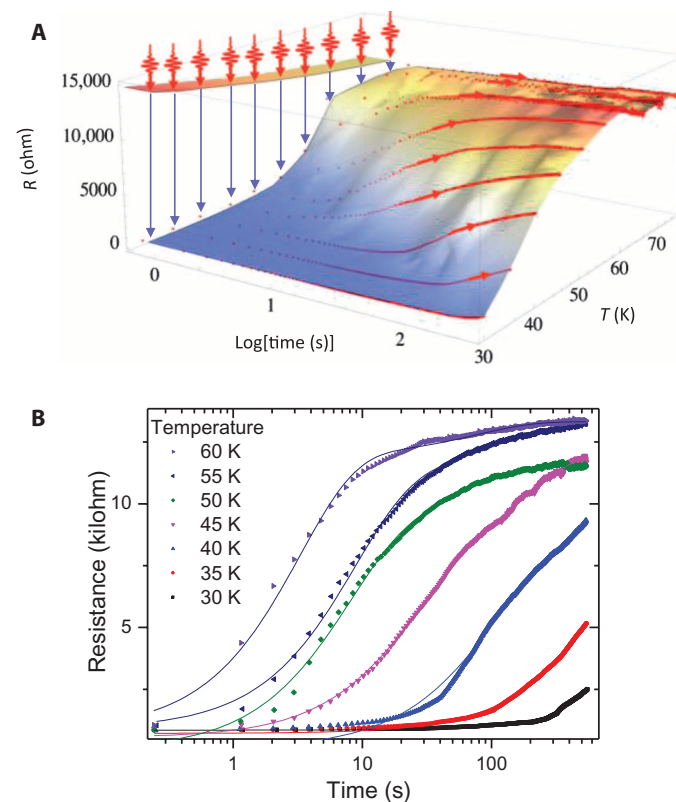 A
15,000
10,000
5000
0
R (ohm)
0
1
2
Log[time (s)]
30
40
50
60
70
T (K)
B
Temperature
60 K
55 K
50 K
45 K
40 K
35 K
30 K
10
5
Resistance (kilohm)
1
10
100
Time (s)